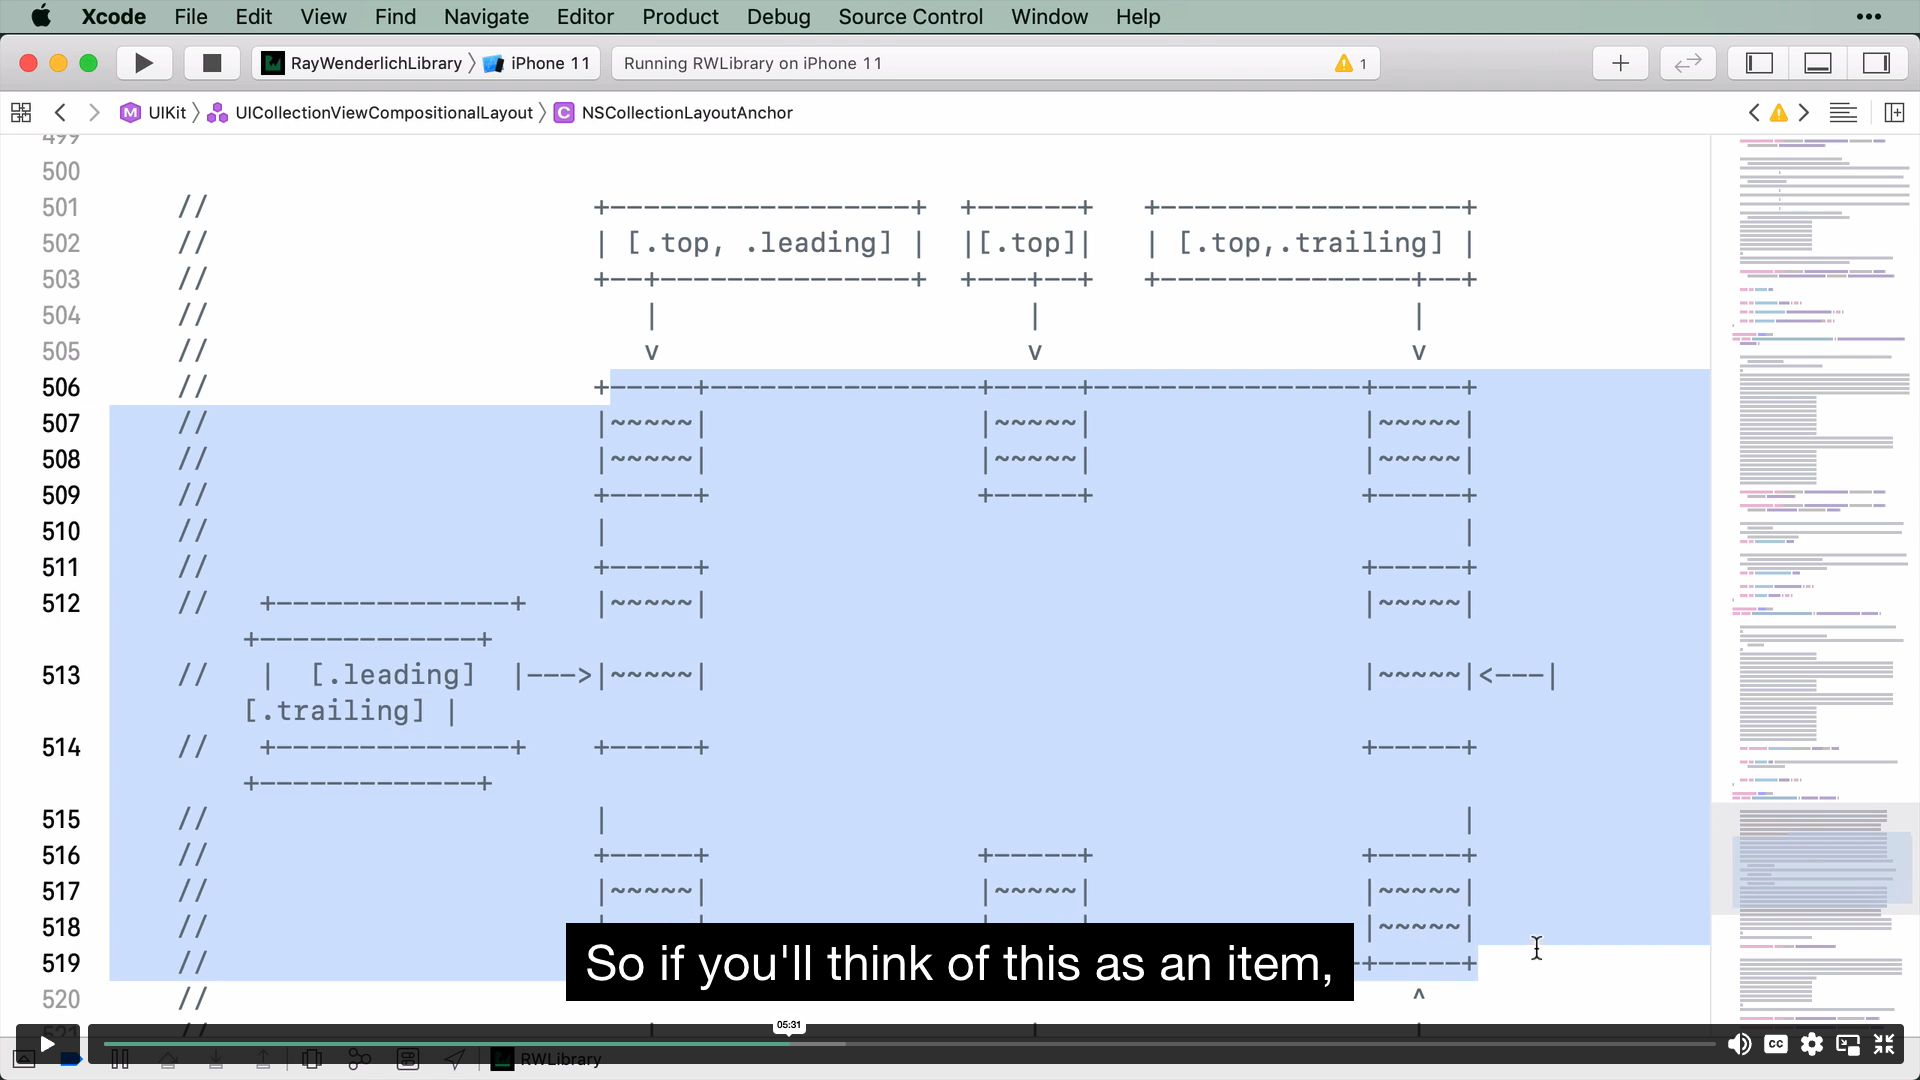 Xcode File Edit View Find Navigate Editor Product Debug Source Control Window Help •••
RayWenderlichLibrary 〉 iPhone 11 Running RWLibrary on iPhone 11 1
UIKit 〉 UICollectionViewCompositionalLayout 〉 C NSCollectionLayoutAnchor
499
500
501 // +------------------+ +------+ +------------------+
502 // | [.top, .leading] | |[.top]| | [.top,.trailing] |
503 // +--+---------------+ +---+--+ +---------------+--+
504 // | | |
505 // v v v
506 // +-----+----------------+-----+----------------+-----+
507 // |~~~~~| |~~~~~| |~~~~~|
508 // |~~~~~| |~~~~~| |~~~~~|
509 // +-----+ +-----+ +-----+
510 // | |
511 // +-----+ +-----+
512 // +--------------+ |~~~~~| |~~~~~|
+-------------+
513 // | [.leading] |--->|~~~~~| |~~~~~|<---|
[.trailing] |
514 // +--------------+ +-----+ +-----+
+-------------+
515 // | |
516 // +-----+ +-----+ +-----+
517 // |~~~~~| |~~~~~| |~~~~~|
518 // |~~~~~|
519 // +-----+
So if you'll think of this as an item,
520 // ^
521 //
05:31
CC
RWLibrary